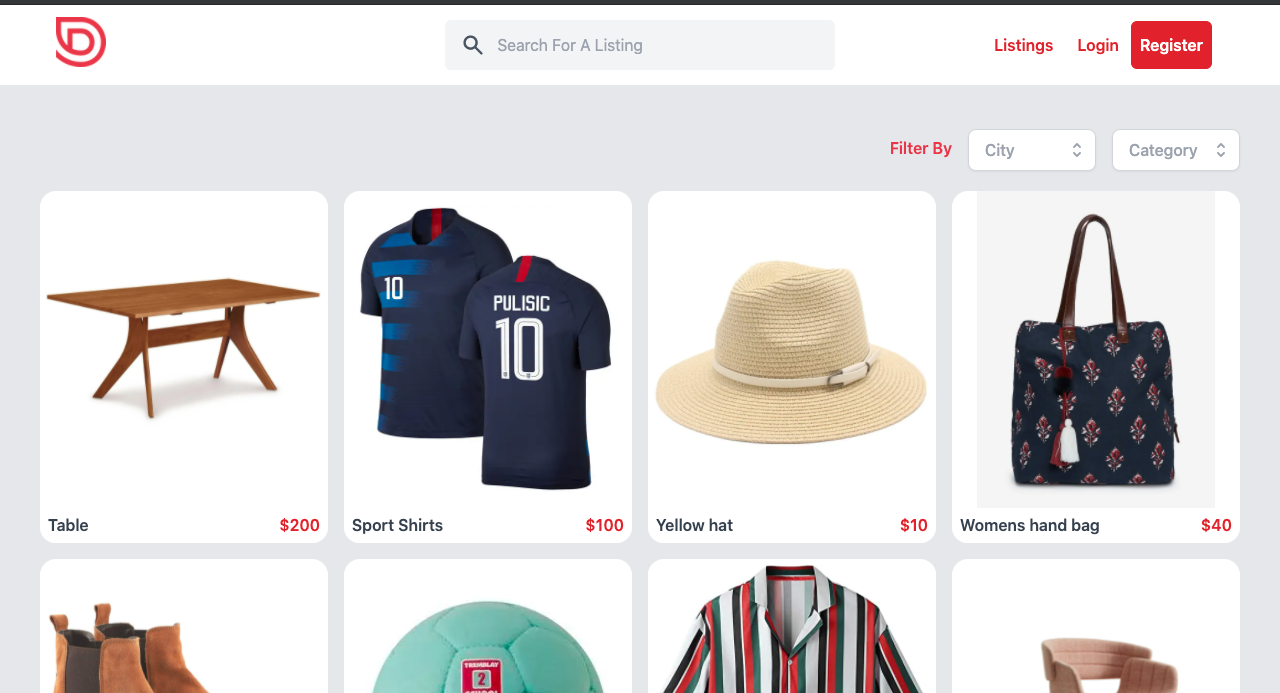 Search For A Listing
Listings
Login
Register
Filter By
City
Category
10
PULISIC
10
Table
$200
Sport Shirts
$100
Yellow hat
$10
Womens hand bag
$40
TREMBLAY
2